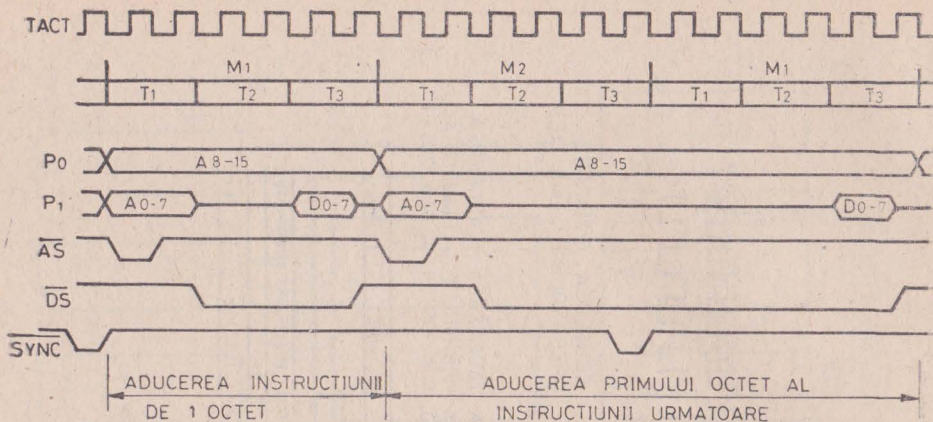 TACT
M1 M2 M1
T1 T2 T3 T1 T2 T3 T1 T2 T3
P0 A8-15 A8-15
P1 A0-7 D0-7 A0-7 D0-7
AS
DS
SYNC
ADUCEREA INSTRUCTIUNII ADUCEREA PRIMULUI OCTET AL
DE 1 OCTET INSTRUCTIUNII URMATOARE